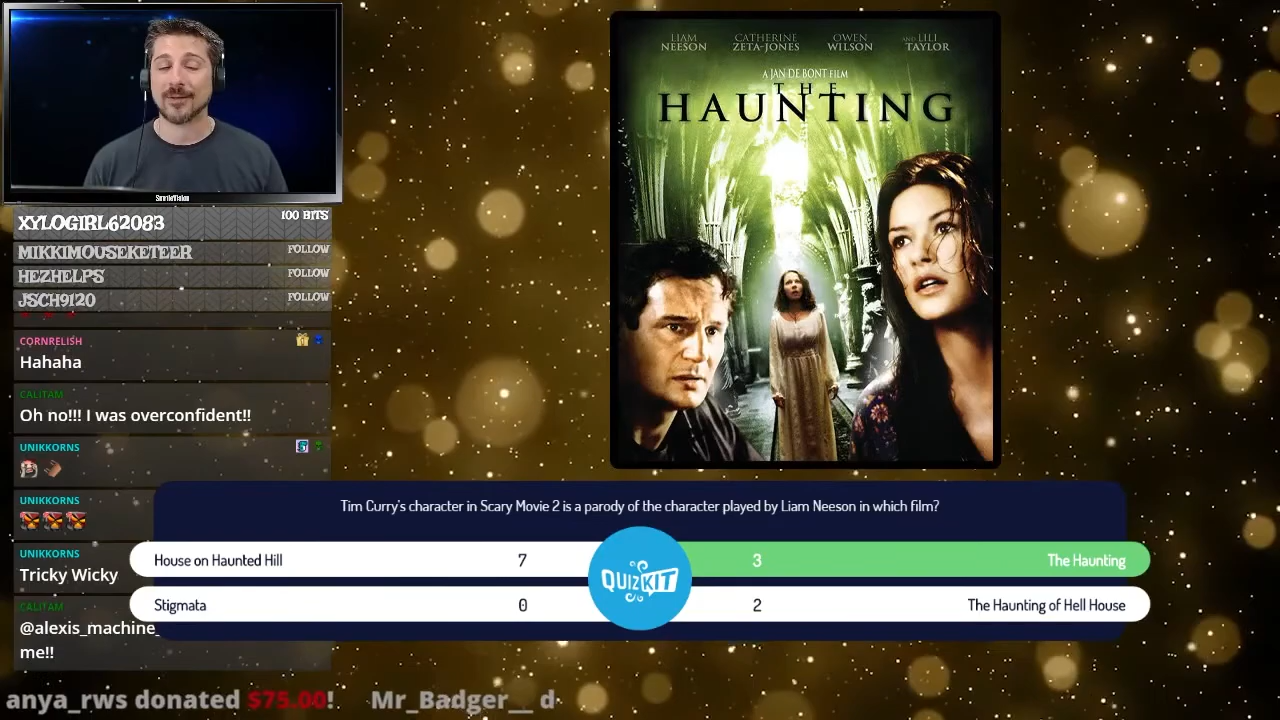 XYLOGIRL62083 100 BITS
MIKKIMOUSEKETEER FOLLOW
HEZHELPS FOLLOW
JSCH9120 FOLLOW
CORNRELISH
Hahaha
CALITAM
Oh no!!! I was overconfident!!
UNIKKORNS
UNIKKORNS
UNIKKORNS
Tricky Wicky
CALITAM
@alexis_machine_
me!!
LIAM NEESON CATHERINE ZETA-JONES OWEN WILSON AND LILI TAYLOR
A JAN DE BONT FILM
THE
HAUNTING
Tim Curry's character in Scary Movie 2 is a parody of the character played by Liam Neeson in which film?
House on Haunted Hill 7 3 The Haunting
QUIZKIT
Stigmata 0 2 The Haunting of Hell House
anya_rws donated $75.00! Mr_Badger__ d